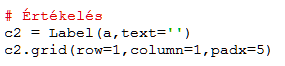 # Értékelés
c2 = Label(a,text='')
c2.grid(row=1,column=1,padx=5)